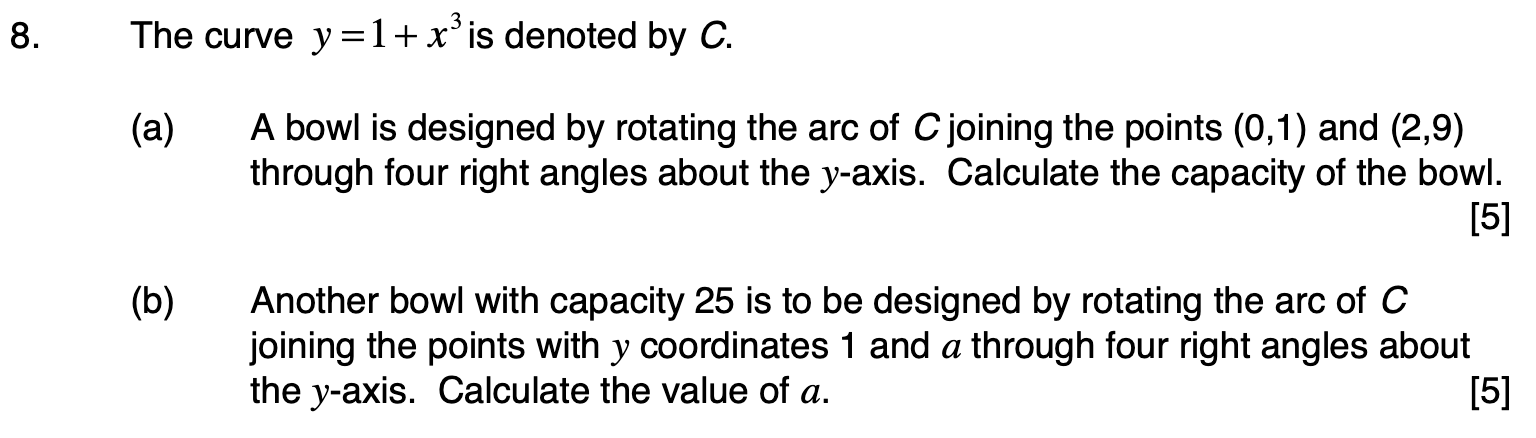 8. The curve y = 1 + x³ is denoted by C.
(a) A bowl is designed by rotating the arc of C joining the points (0,1) and (2,9)
through four right angles about the y-axis. Calculate the capacity of the bowl.
[5]
(b) Another bowl with capacity 25 is to be designed by rotating the arc of C
joining the points with y coordinates 1 and a through four right angles about
the y-axis. Calculate the value of a. [5]